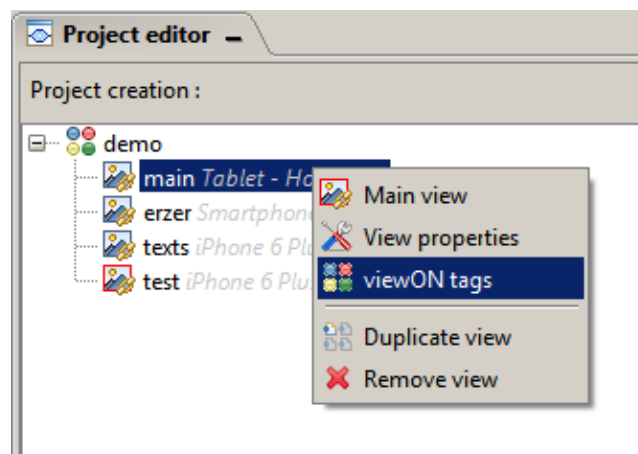 Project editor
Project creation :
demo
main Tablet - Ho
Main view
erzer Smartphone
View properties
texts iPhone 6 Plu
viewON tags
test iPhone 6 Plu
Duplicate view
Remove view